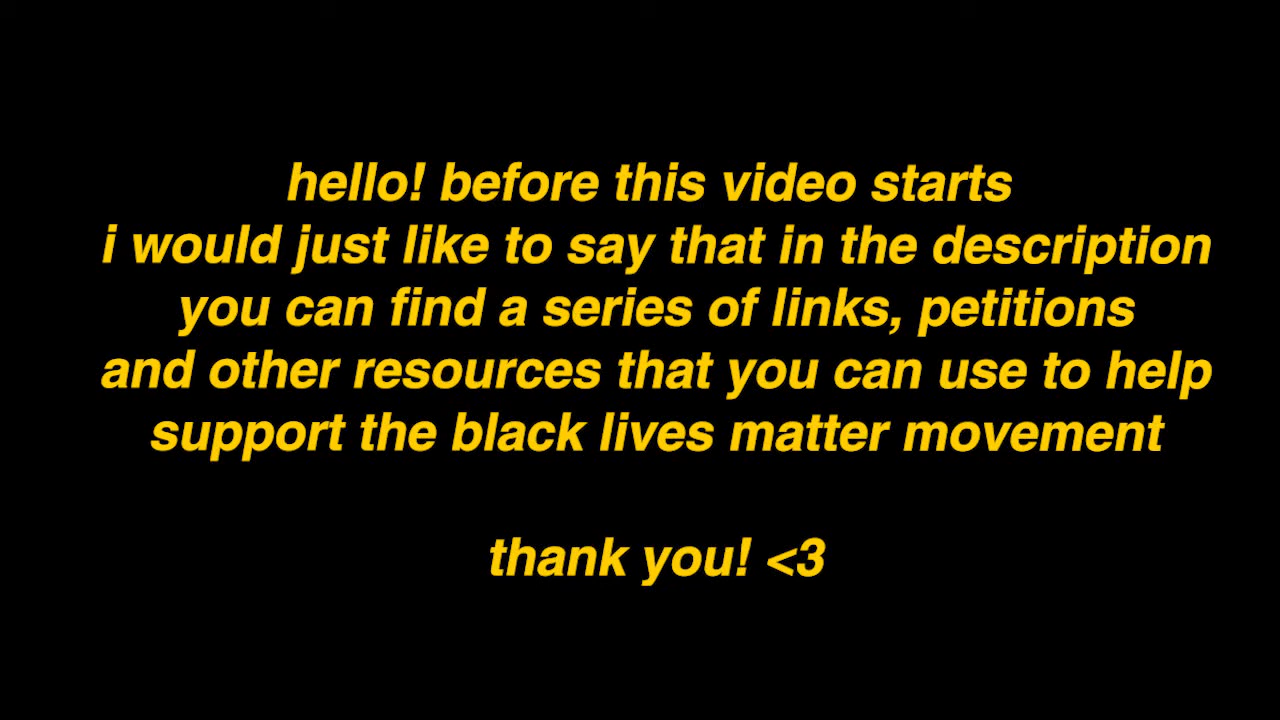 hello! before this video starts
i would just like to say that in the description
you can find a series of links, petitions
and other resources that you can use to help
support the black lives matter movement
thank you! <3